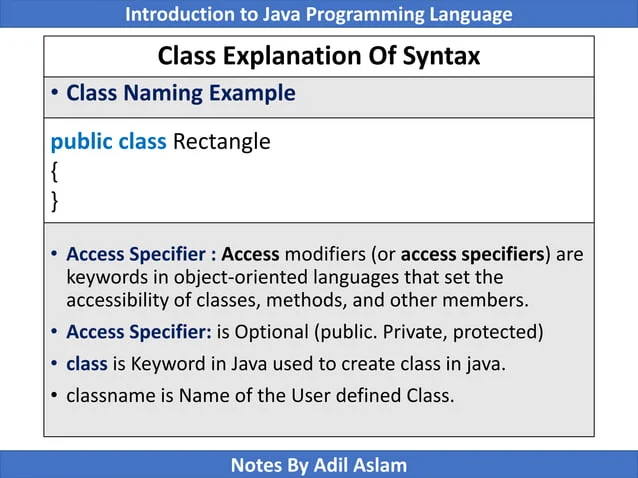 Introduction to Java Programming Language
Class Explanation Of Syntax
• Class Naming Example
public class Rectangle
{
}
• Access Specifier : Access modifiers (or access specifiers) are
keywords in object-oriented languages that set the
accessibility of classes, methods, and other members.
• Access Specifier: is Optional (public. Private, protected)
• class is Keyword in Java used to create class in java.
• classname is Name of the User defined Class.
Notes By Adil Aslam